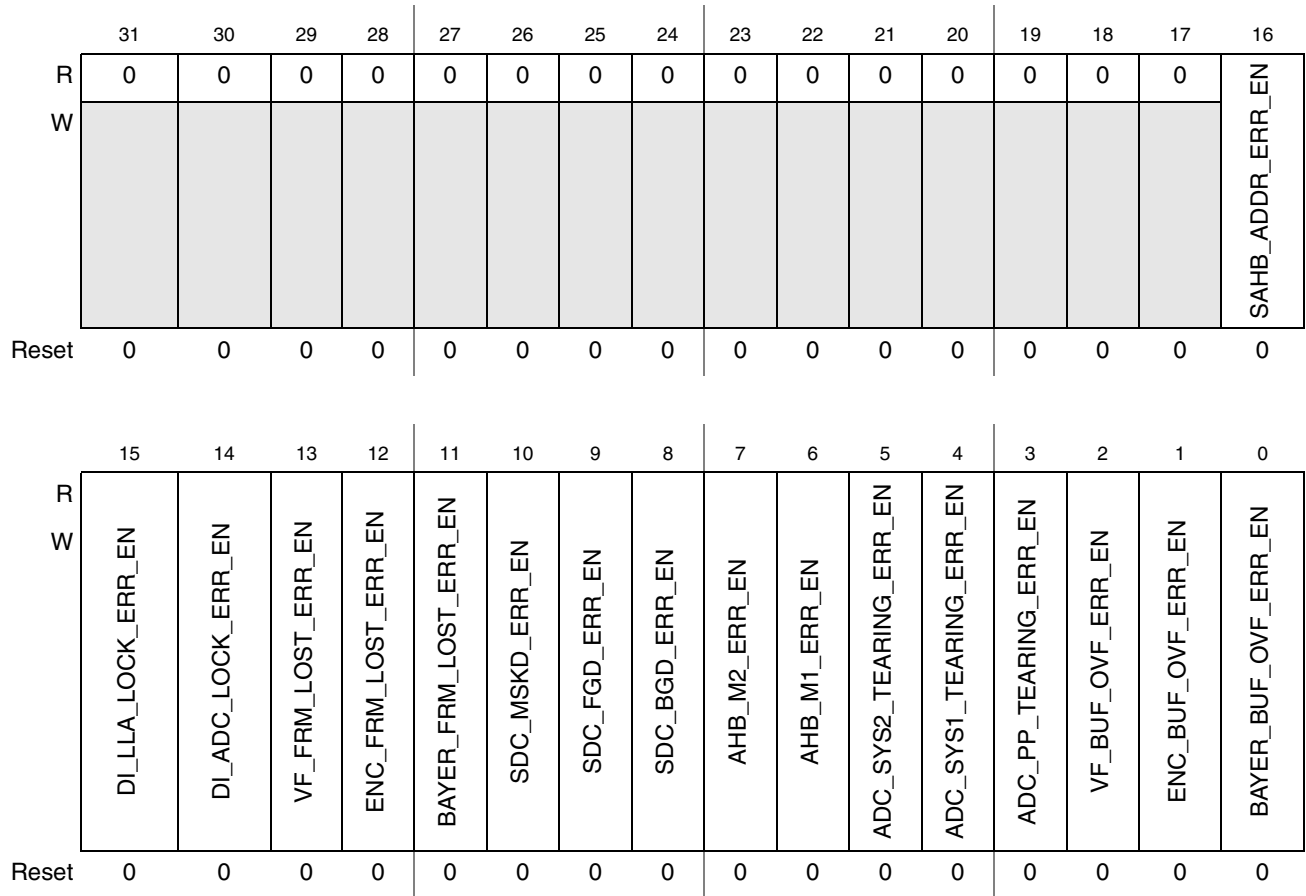 31 30 29 28 27 26 25 24 23 22 21 20 19 18 17 16
R 0 0 0 0 0 0 0 0 0 0 0 0 0 0 0
W
SAHB_ADDR_ERR_EN
Reset 0 0 0 0 0 0 0 0 0 0 0 0 0 0 0 0
15 14 13 12 11 10 9 8 7 6 5 4 3 2 1 0
R
W
DI_LLA_LOCK_ERR_EN
DI_ADC_LOCK_ERR_EN
VF_FRM_LOST_ERR_EN
ENC_FRM_LOST_ERR_EN
BAYER_FRM_LOST_ERR_EN
SDC_MSKD_ERR_EN
SDC_FGD_ERR_EN
SDC_BGD_ERR_EN
AHB_M2_ERR_EN
AHB_M1_ERR_EN
ADC_SYS2_TEARING_ERR_EN
ADC_SYS1_TEARING_ERR_EN
ADC_PP_TEARING_ERR_EN
VF_BUF_OVF_ERR_EN
ENC_BUF_OVF_ERR_EN
BAYER_BUF_OVF_ERR_EN
Reset 0 0 0 0 0 0 0 0 0 0 0 0 0 0 0 0